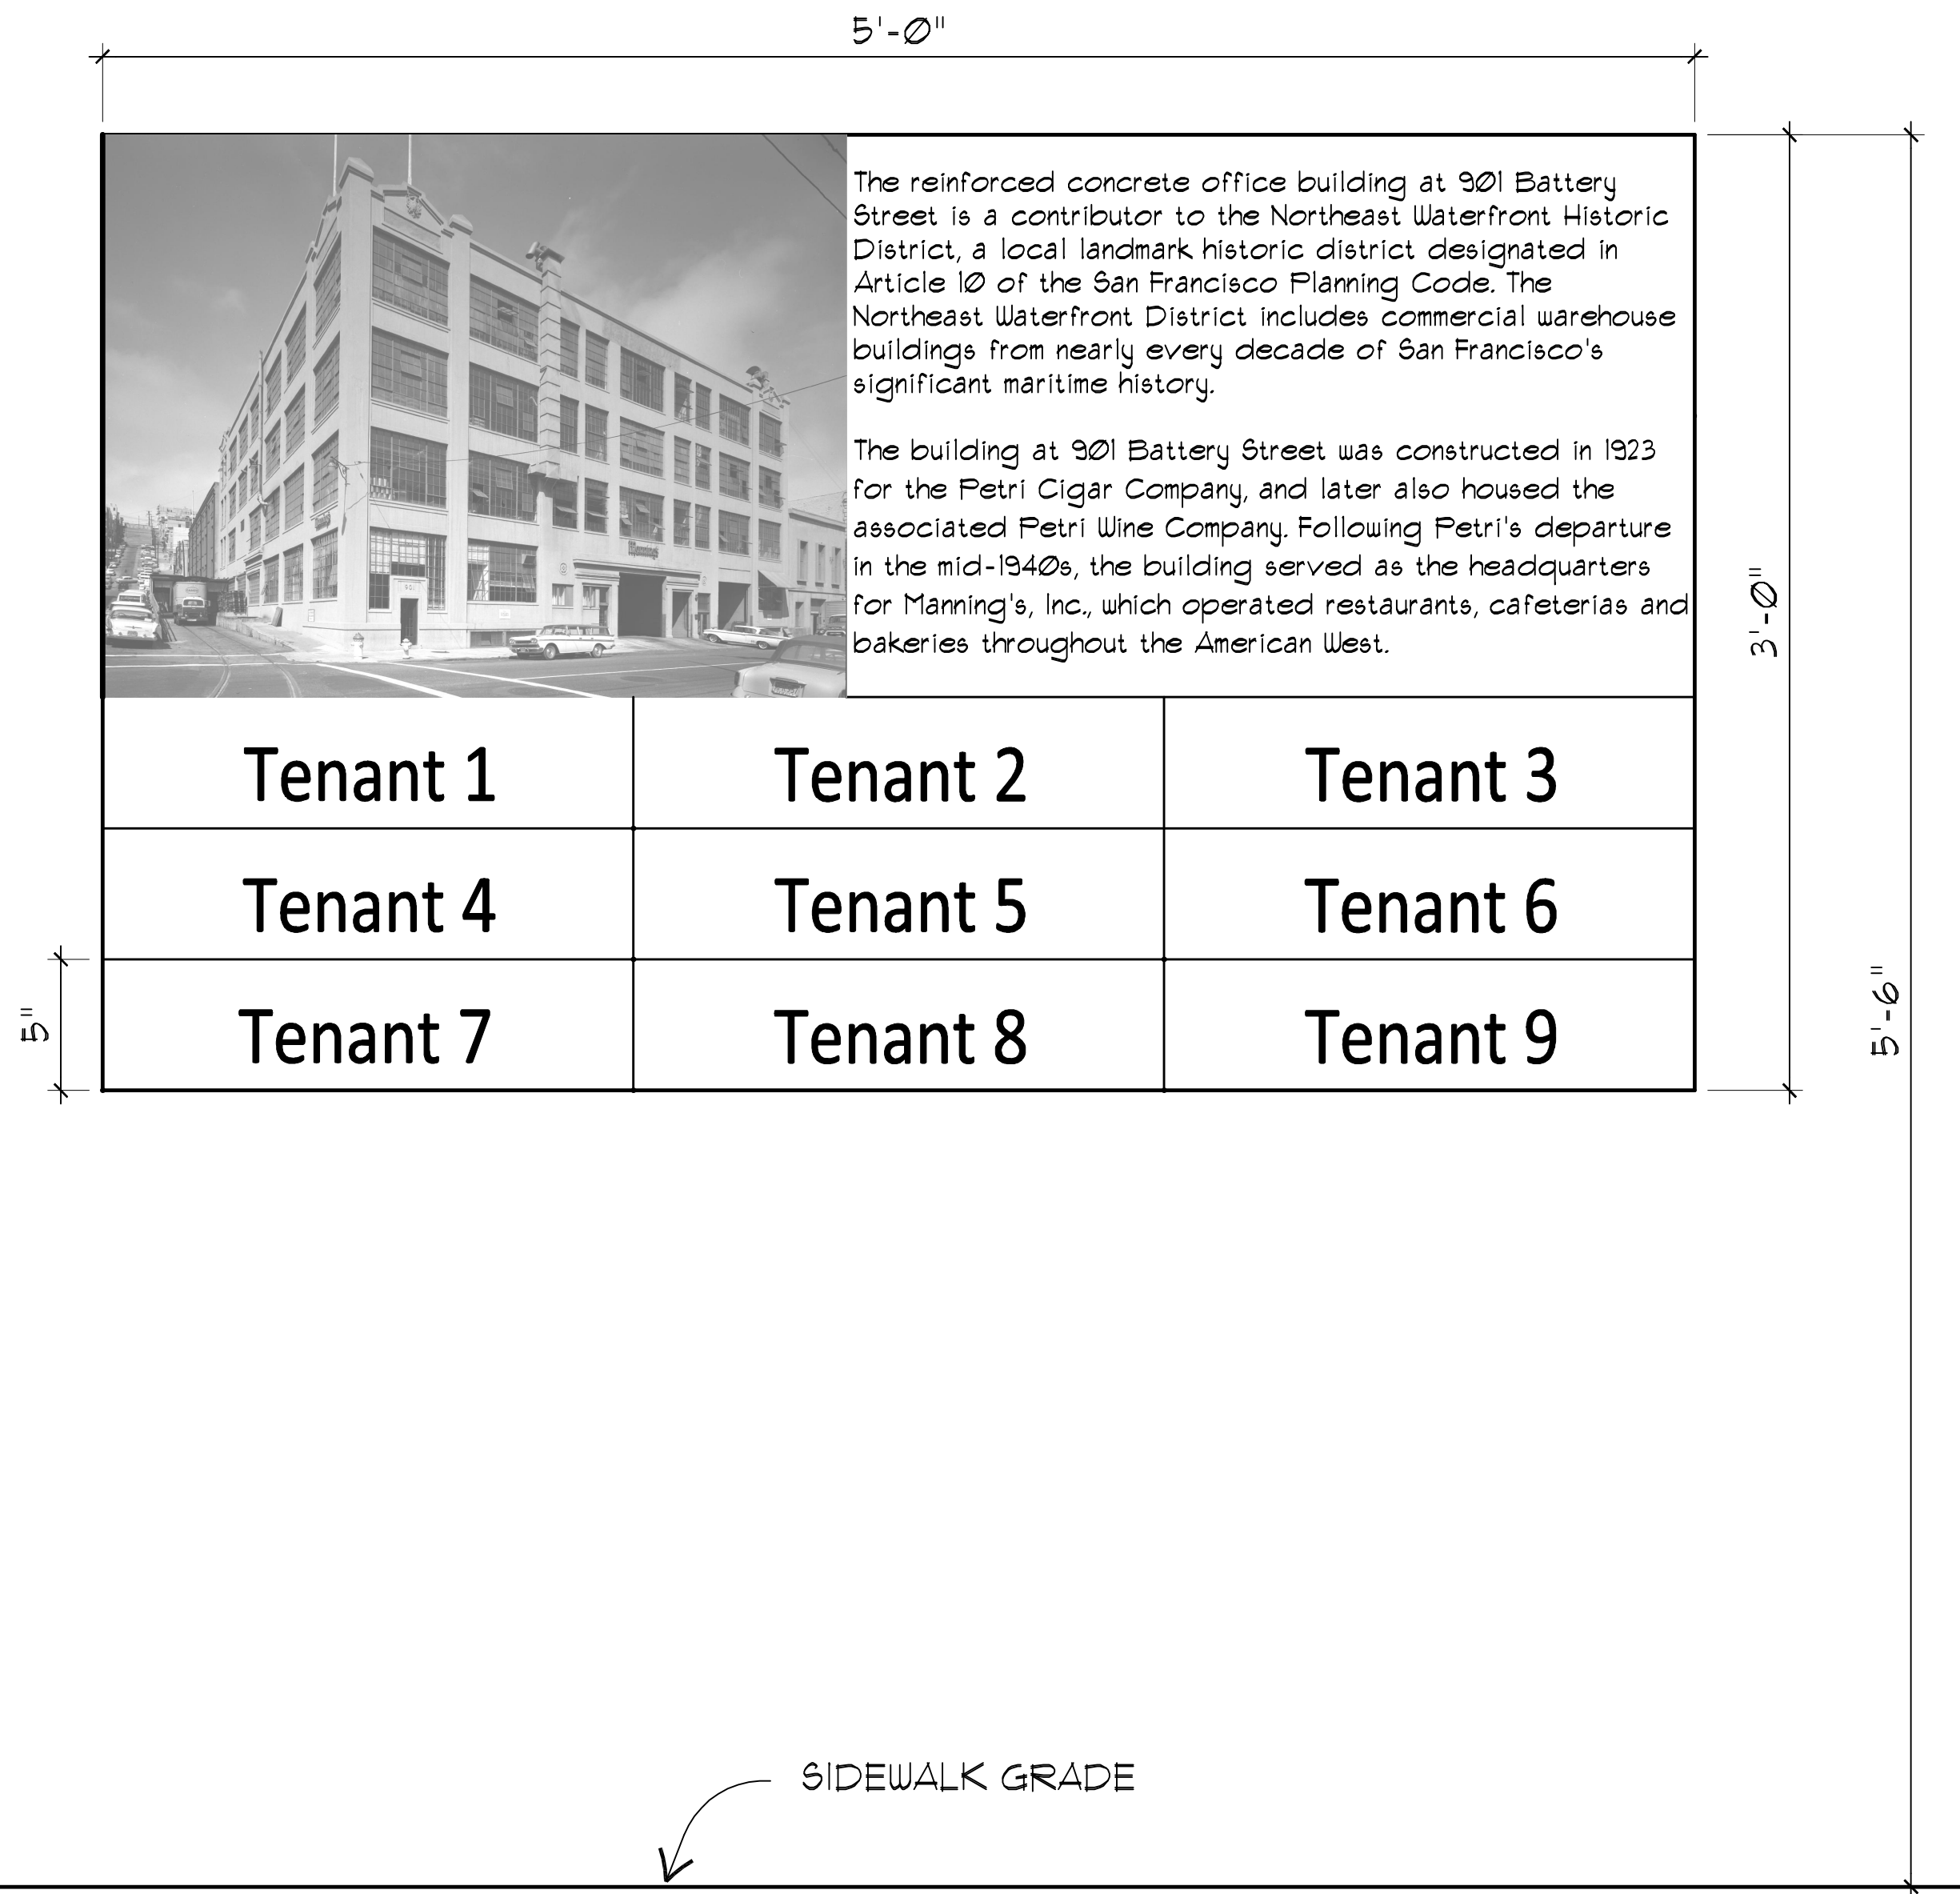 5'-0"
The reinforced concrete office building at 901 Battery
Street is a contributor to the Northeast Waterfront Historic
District, a local landmark historic district designated in
Article 10 of the San Francisco Planning Code. The
Northeast Waterfront District includes commercial warehouse
buildings from nearly every decade of San Francisco's
significant maritime history.
The building at 901 Battery Street was constructed in 1923
for the Petri Cigar Company, and later also housed the
associated Petri Wine Company. Following Petri's departure
in the mid-1940s, the building served as the headquarters
for Manning's, Inc., which operated restaurants, cafeterias and
bakeries throughout the American West.
Manning's
901
3'-0"
Tenant 1 Tenant 2 Tenant 3
Tenant 4 Tenant 5 Tenant 6
Tenant 7 Tenant 8 Tenant 9
5"
5'-6"
SIDEWALK GRADE